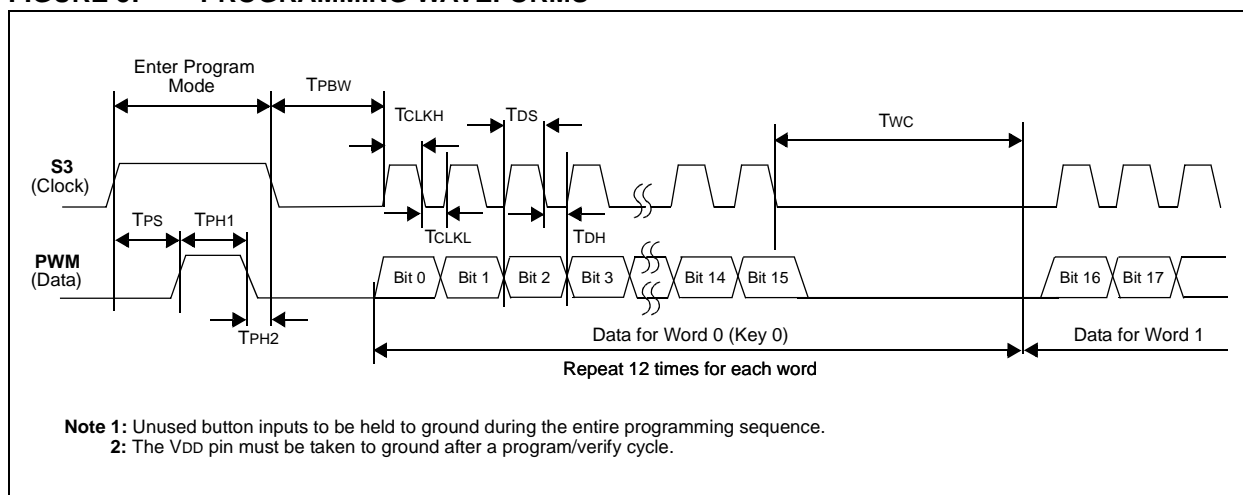 Enter Program
Mode
TPBW
TCLKH
TDS
TWC
S3
(Clock)
TPS
TPH1
TCLKL
TDH
PWM
(Data)
Bit 0
Bit 1
Bit 2
Bit 3
Bit 14
Bit 15
Bit 16
Bit 17
TPH2
Data for Word 0 (Key 0)
Data for Word 1
Repeat 12 times for each word
Note 1: Unused button inputs to be held to ground during the entire programming sequence.
2: The VDD pin must be taken to ground after a program/verify cycle.